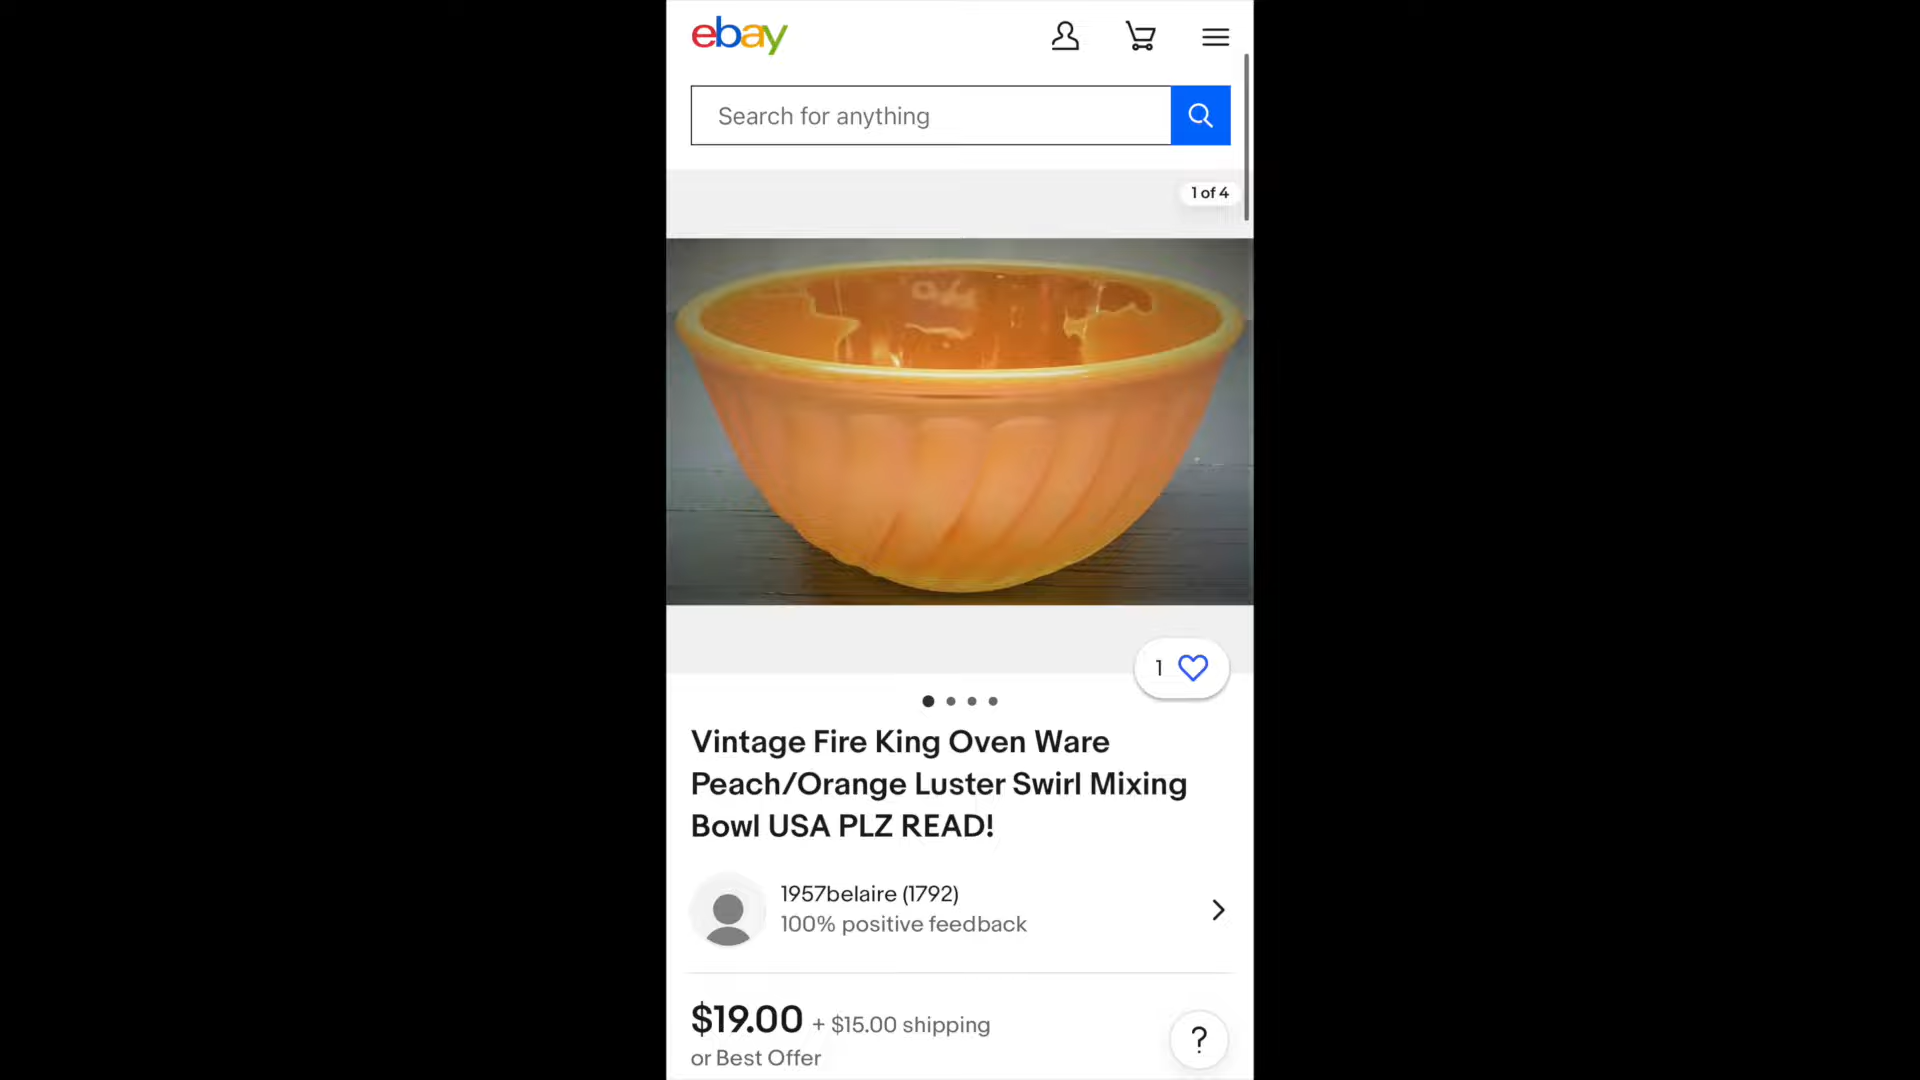 ebay
Search for anything
1 of 4
1
Vintage Fire King Oven Ware
Peach/Orange Luster Swirl Mixing
Bowl USA PLZ READ!
1957belaire (1792)
100% positive feedback
$19.00 + $15.00 shipping
or Best Offer
?